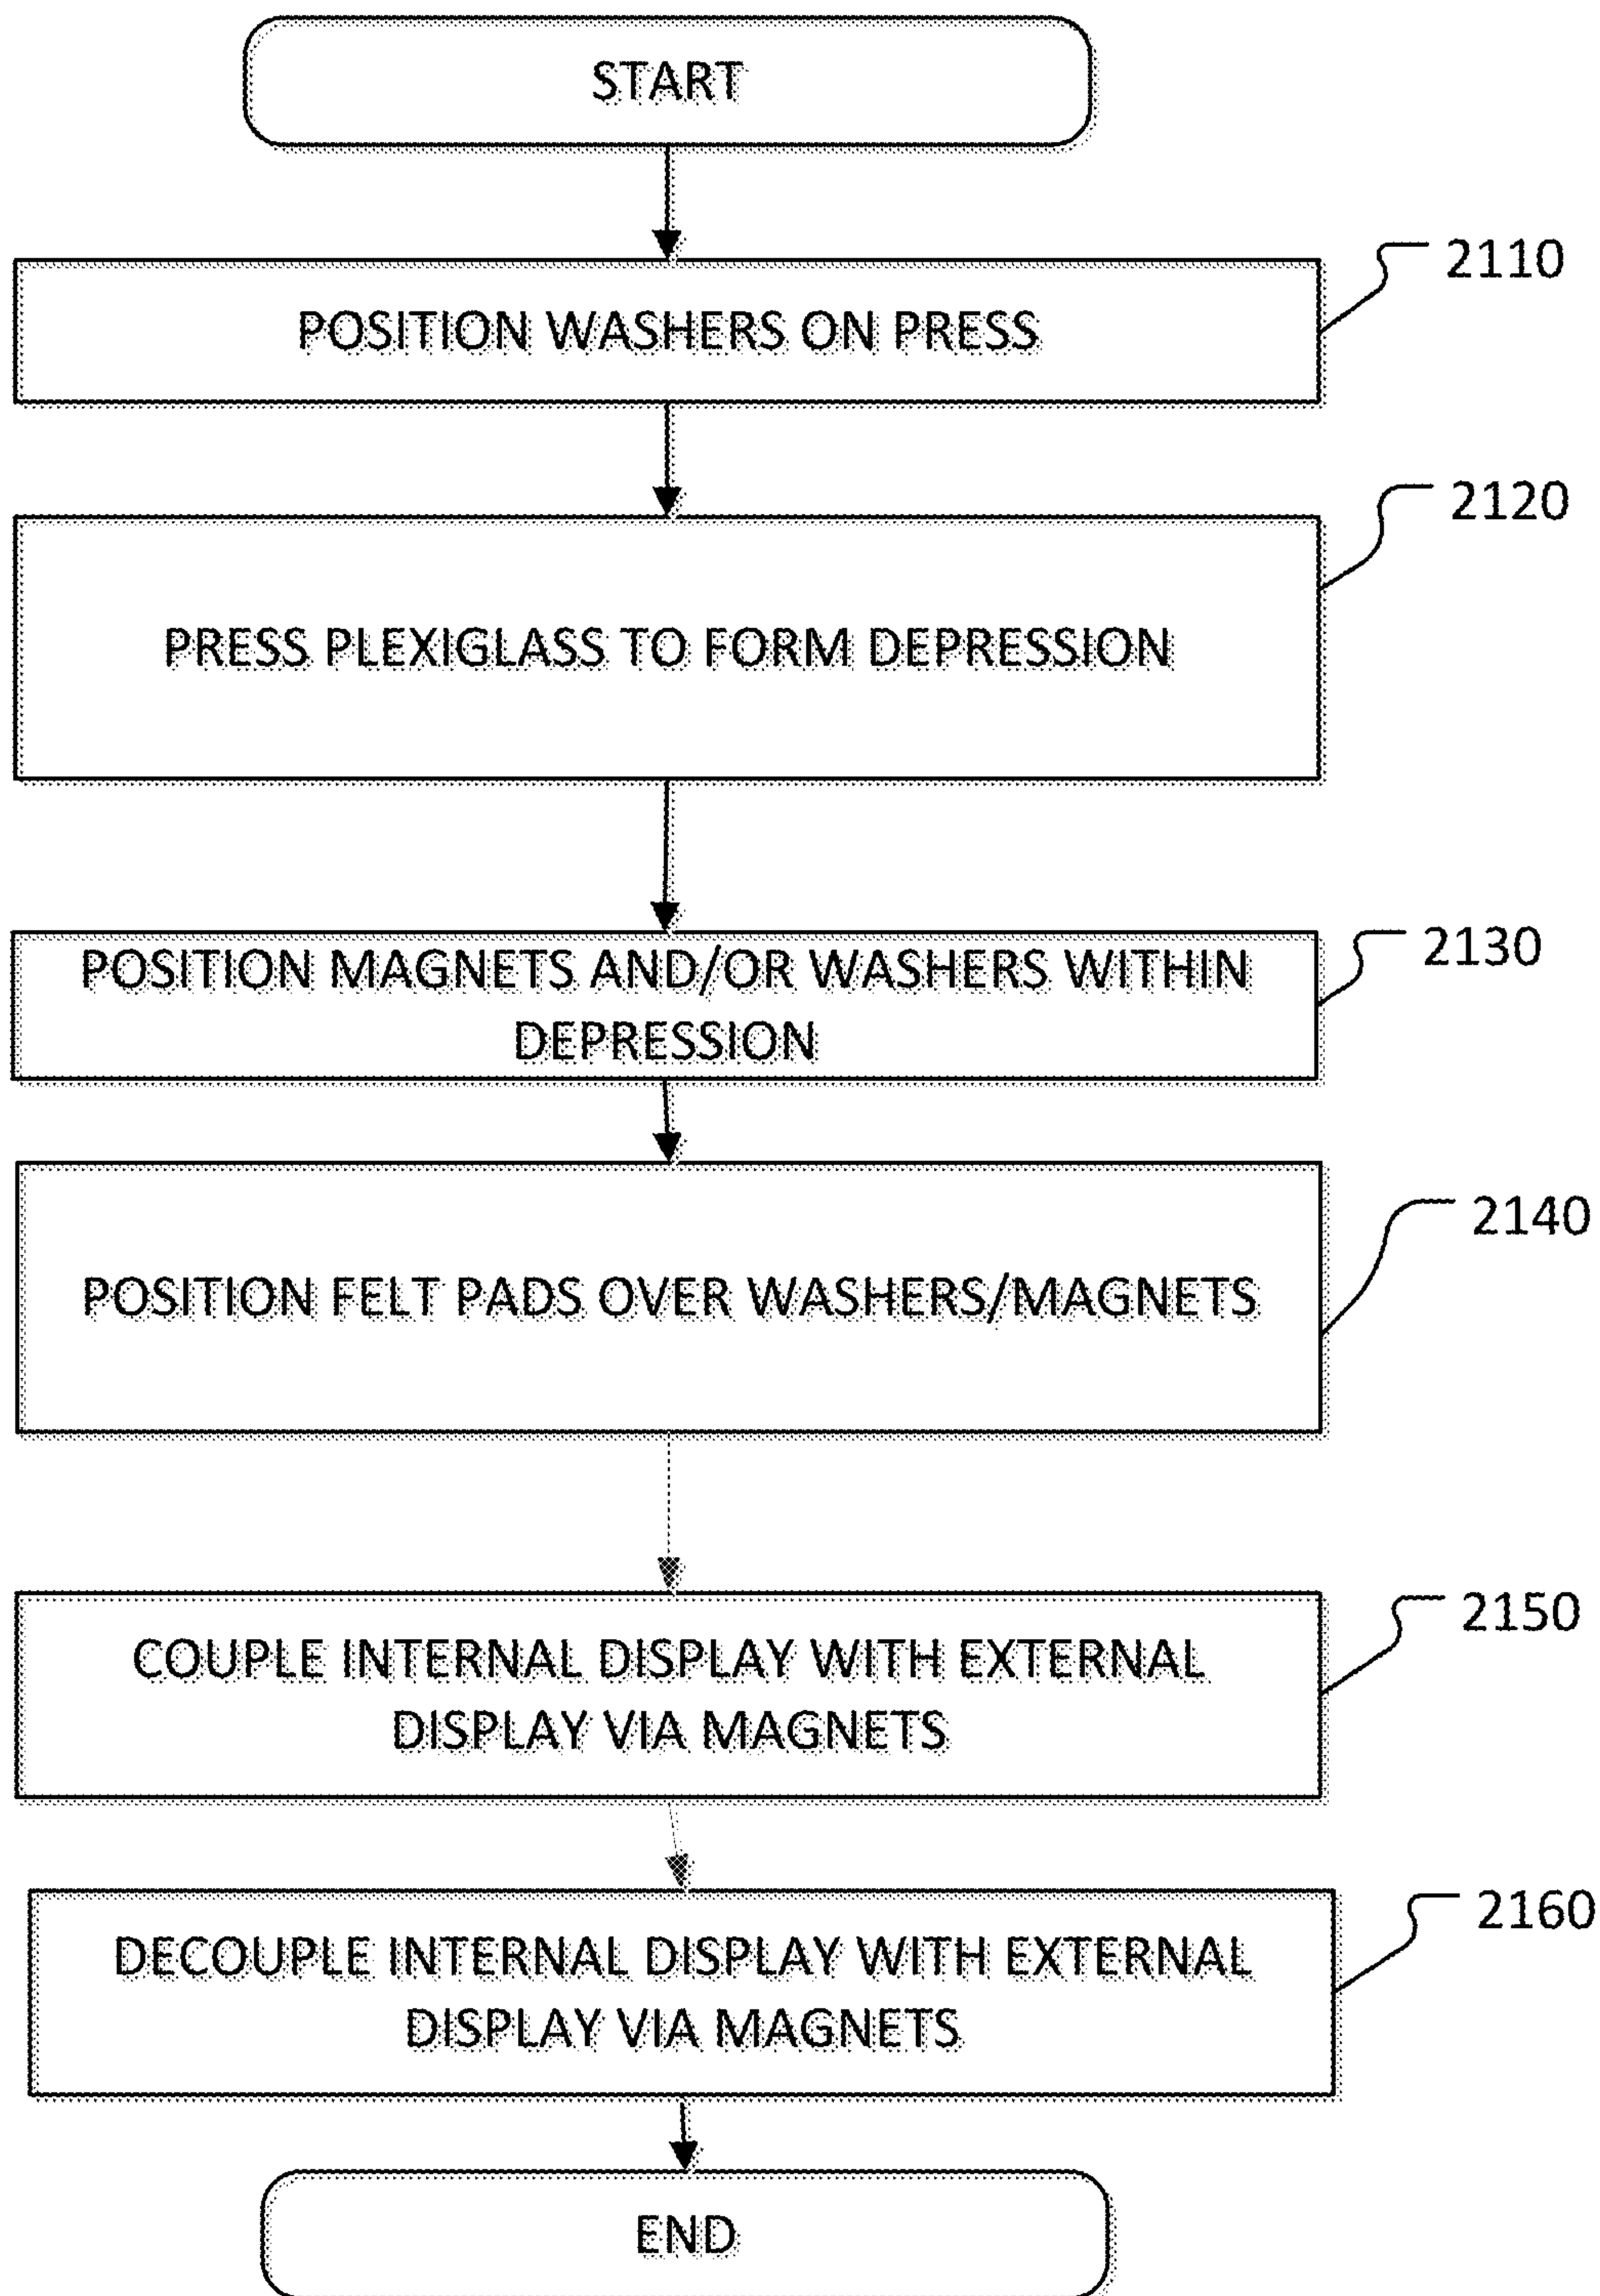 START
2110
POSITION WASHERS ON PRESS
2120
PRESS PLEXIGLASS TO FORM DEPRESSION
2130
POSITION MAGNETS AND/OR WASHERS WITHIN
DEPRESSION
2140
POSITION FELT PADS OVER WASHERS/MAGNETS
2150
COUPLE INTERNAL DISPLAY WITH EXTERNAL
DISPLAY VIA MAGNETS
2160
DECOUPLE INTERNAL DISPLAY WITH EXTERNAL
DISPLAY VIA MAGNETS
END